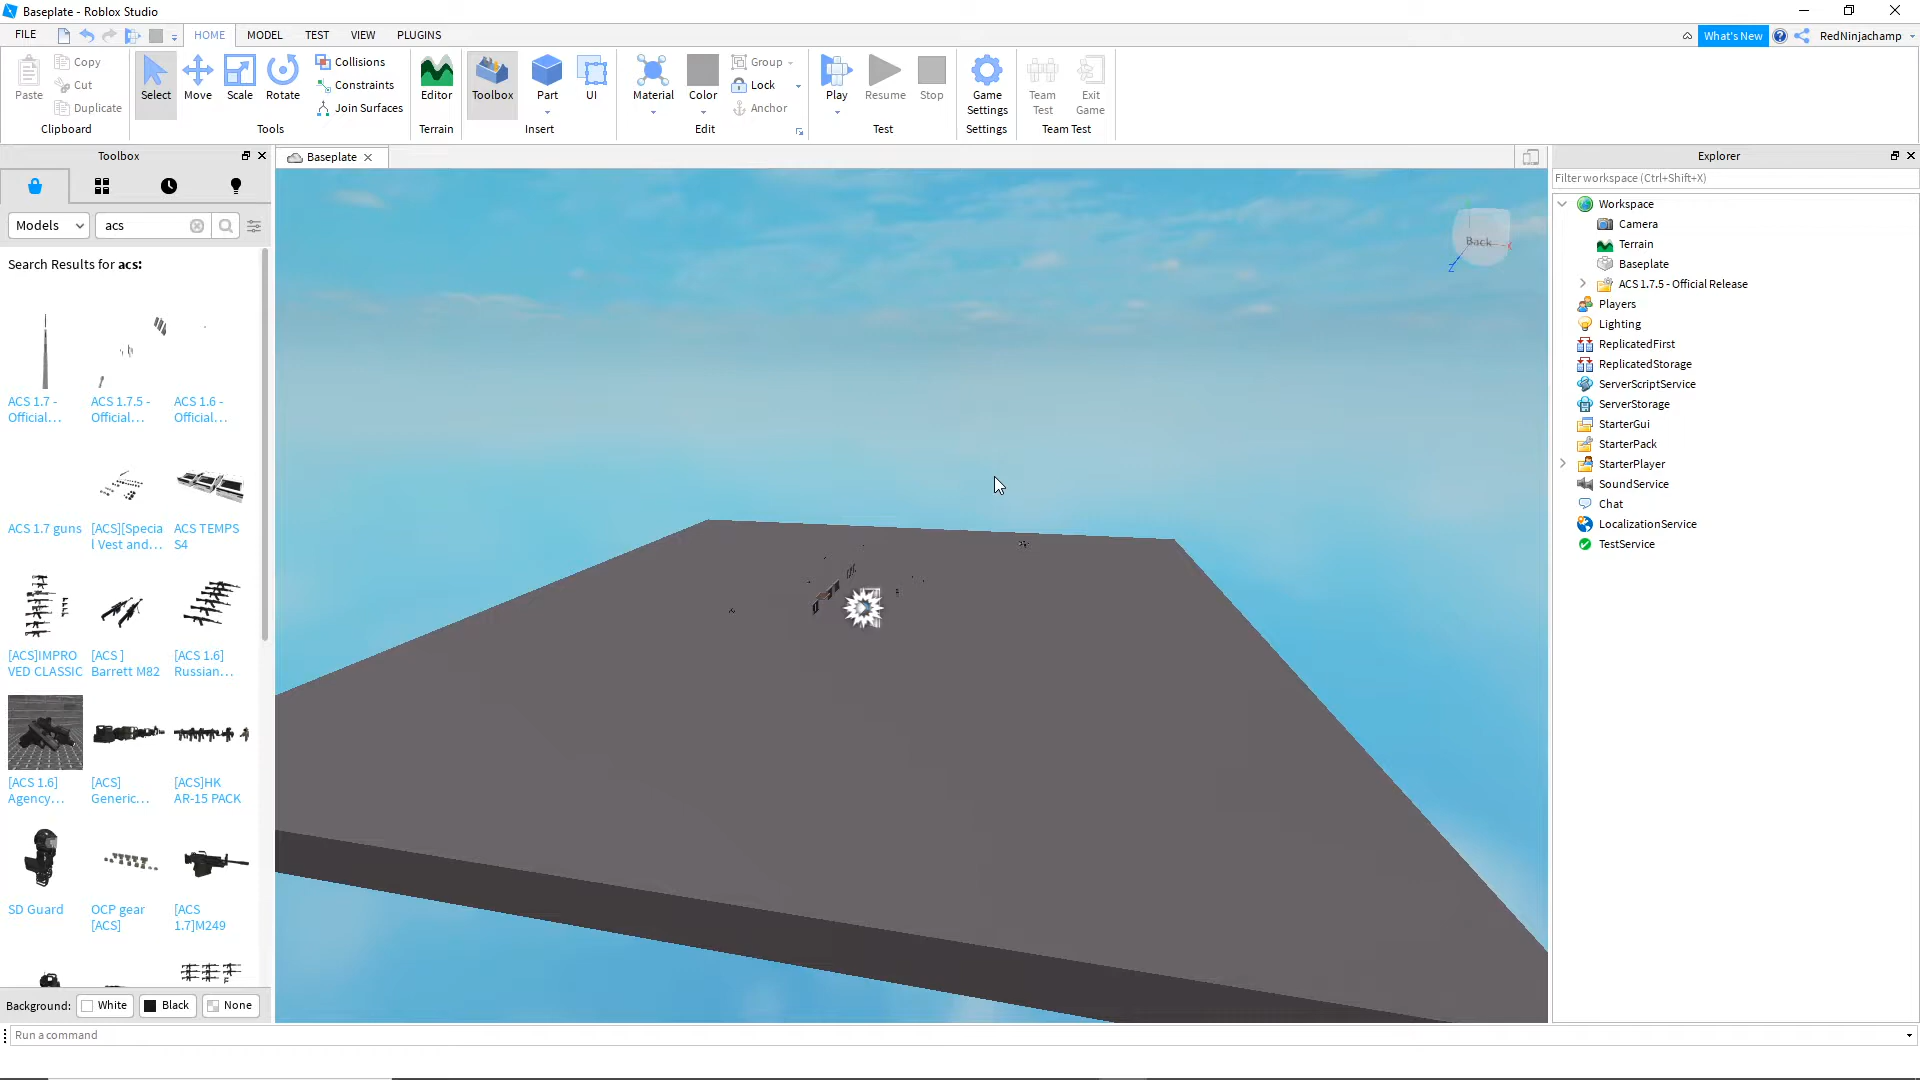 Baseplate - Roblox Studio
FILE
HOME
MODEL
TEST
VIEW
PLUGINS
What's New
RedNinjachamp
Paste
Copy
Cut
Duplicate
Clipboard
Select
Move
Scale
Rotate
Collisions
Constraints
Join Surfaces
Tools
Editor
Terrain
Toolbox
Part
UI
Insert
Material
Color
Group
Lock
Anchor
Edit
Play
Resume
Stop
Test
Game
Settings
Settings
Team
Test
Exit
Game
Team Test
Toolbox
Models
acs
Search Results for acs:
ACS 1.7 -
Official...
ACS 1.7.5 -
Official...
ACS 1.6 -
Official...
ACS 1.7 guns
[ACS][Specia
l Vest and...
ACS TEMPS
S4
[ACS]IMPRO
VED CLASSIC
[ACS ]
Barrett M82
[ACS 1.6]
Russian...
[ACS 1.6]
Agency...
[ACS]
Generic...
[ACS]HK
AR-15 PACK
SD Guard
OCP gear
[ACS]
[ACS
1.7]M249
Background:
White
Black
None
Run a command
Baseplate
Back
X
Z
Explorer
Filter workspace (Ctrl+Shift+X)
Workspace
Camera
Terrain
Baseplate
ACS 1.7.5 - Official Release
Players
Lighting
ReplicatedFirst
ReplicatedStorage
ServerScriptService
ServerStorage
StarterGui
StarterPack
StarterPlayer
SoundService
Chat
LocalizationService
TestService